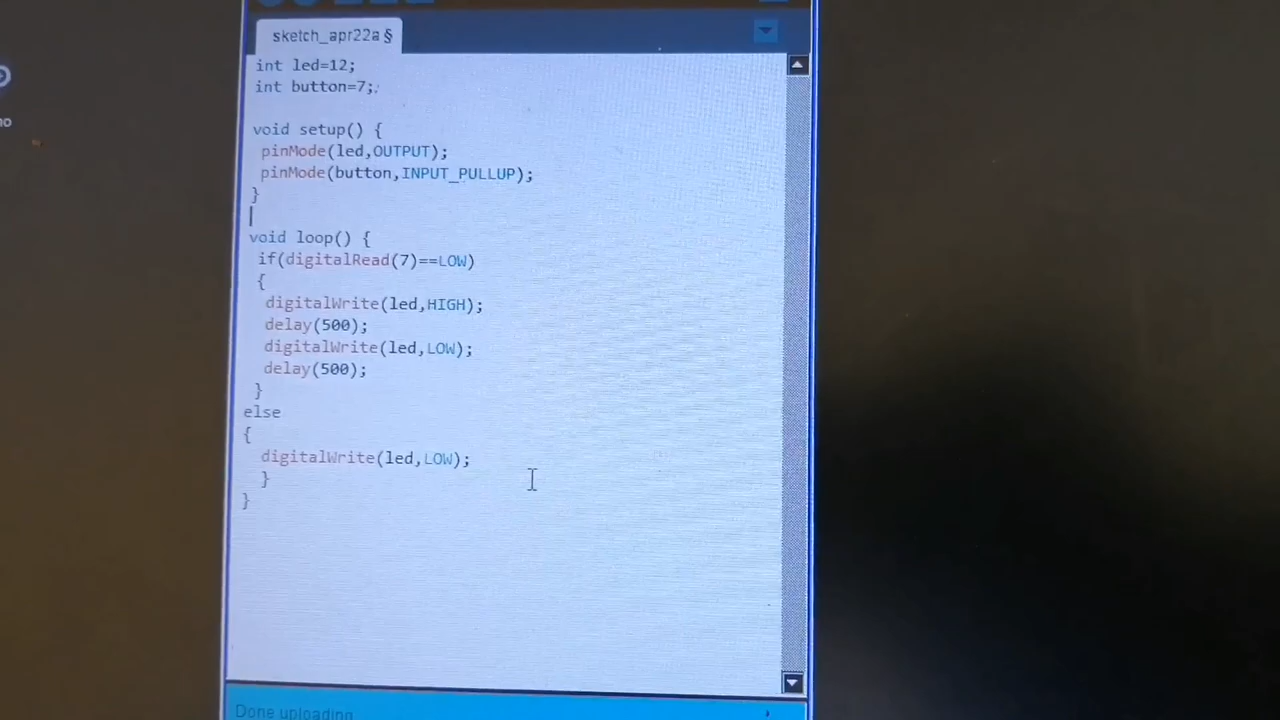 sketch_apr22a §
int led=12;
int button=7;
void setup() {
pinMode(led,OUTPUT);
pinMode(button,INPUT_PULLUP);
}
void loop() {
if(digitalRead(7)==LOW)
{
digitalWrite(led,HIGH);
delay(500);
digitalWrite(led,LOW);
delay(500);
}
else
{
digitalWrite(led,LOW);
}
}
Done uploading